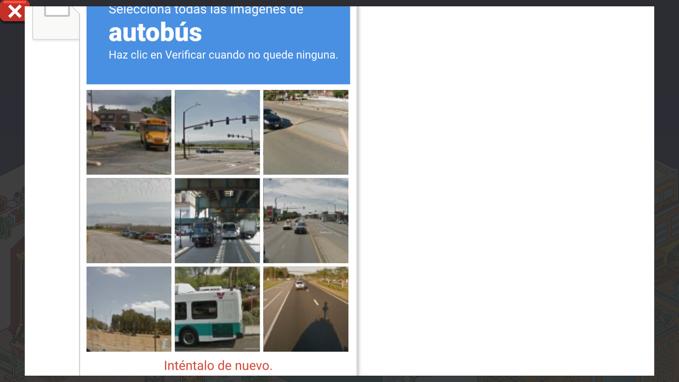 Selecciona todas las imágenes de
autobús
Haz clic en Verificar cuando no quede ninguna.
Inténtalo de nuevo.